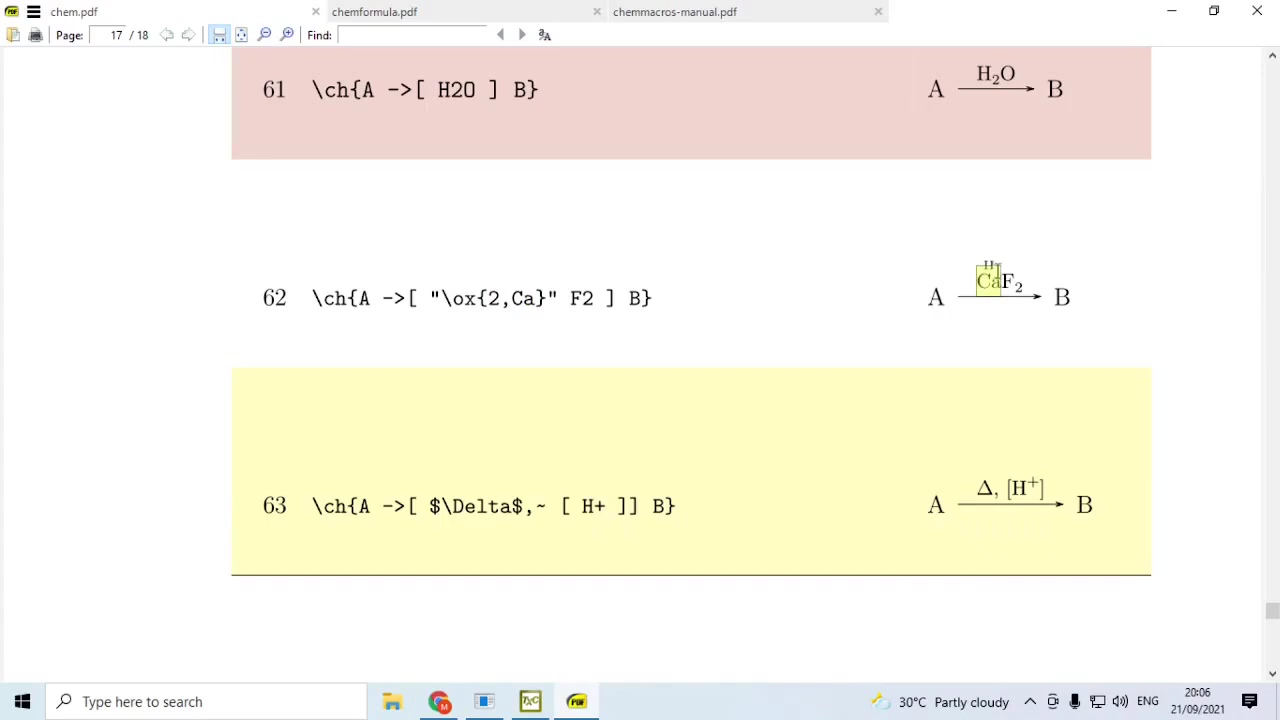 chem.pdf × chemformula.pdf × chemmacros-manual.pdf ×
Page: 17 / 18 Find:
61 \ch{A ->[ H2O ] B} A H₂O B
62 \ch{A ->[ "\ox{2,Ca}" F2 ] B} A CaF₂ B
63 \ch{A ->[ $\Delta$,~ [ H+ ]] B} A Δ, [H⁺] B
Type here to search PDF 30°C Partly cloudy ENG 20:06
21/09/2021